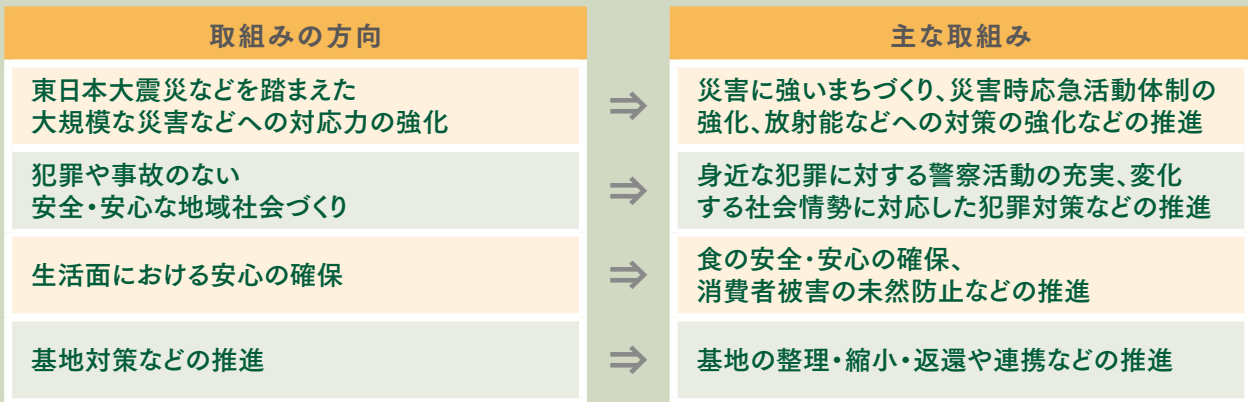 取組みの方向
主な取組み
東日本大震災などを踏まえた
大規模な災害などへの対応力の強化
⇒
災害に強いまちづくり、災害時応急活動体制の
強化、放射能などへの対策の強化などの推進
犯罪や事故のない
安全・安心な地域社会づくり
⇒
身近な犯罪に対する警察活動の充実、変化
する社会情勢に対応した犯罪対策などの推進
生活面における安心の確保
⇒
食の安全・安心の確保、
消費者被害の未然防止などの推進
基地対策などの推進
⇒
基地の整理・縮小・返還や連携などの推進